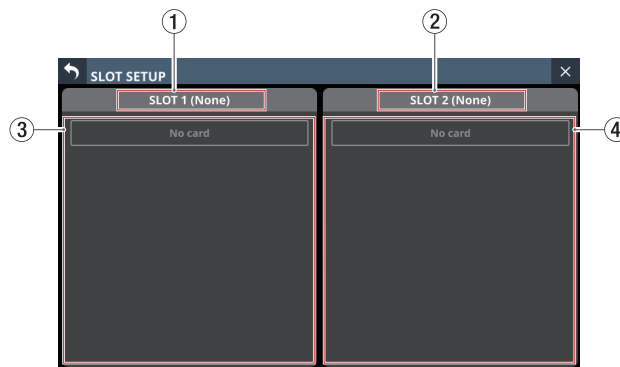 1
2
SLOT SETUP
SLOT 1 (None)
SLOT 2 (None)
3
No card
No card
4